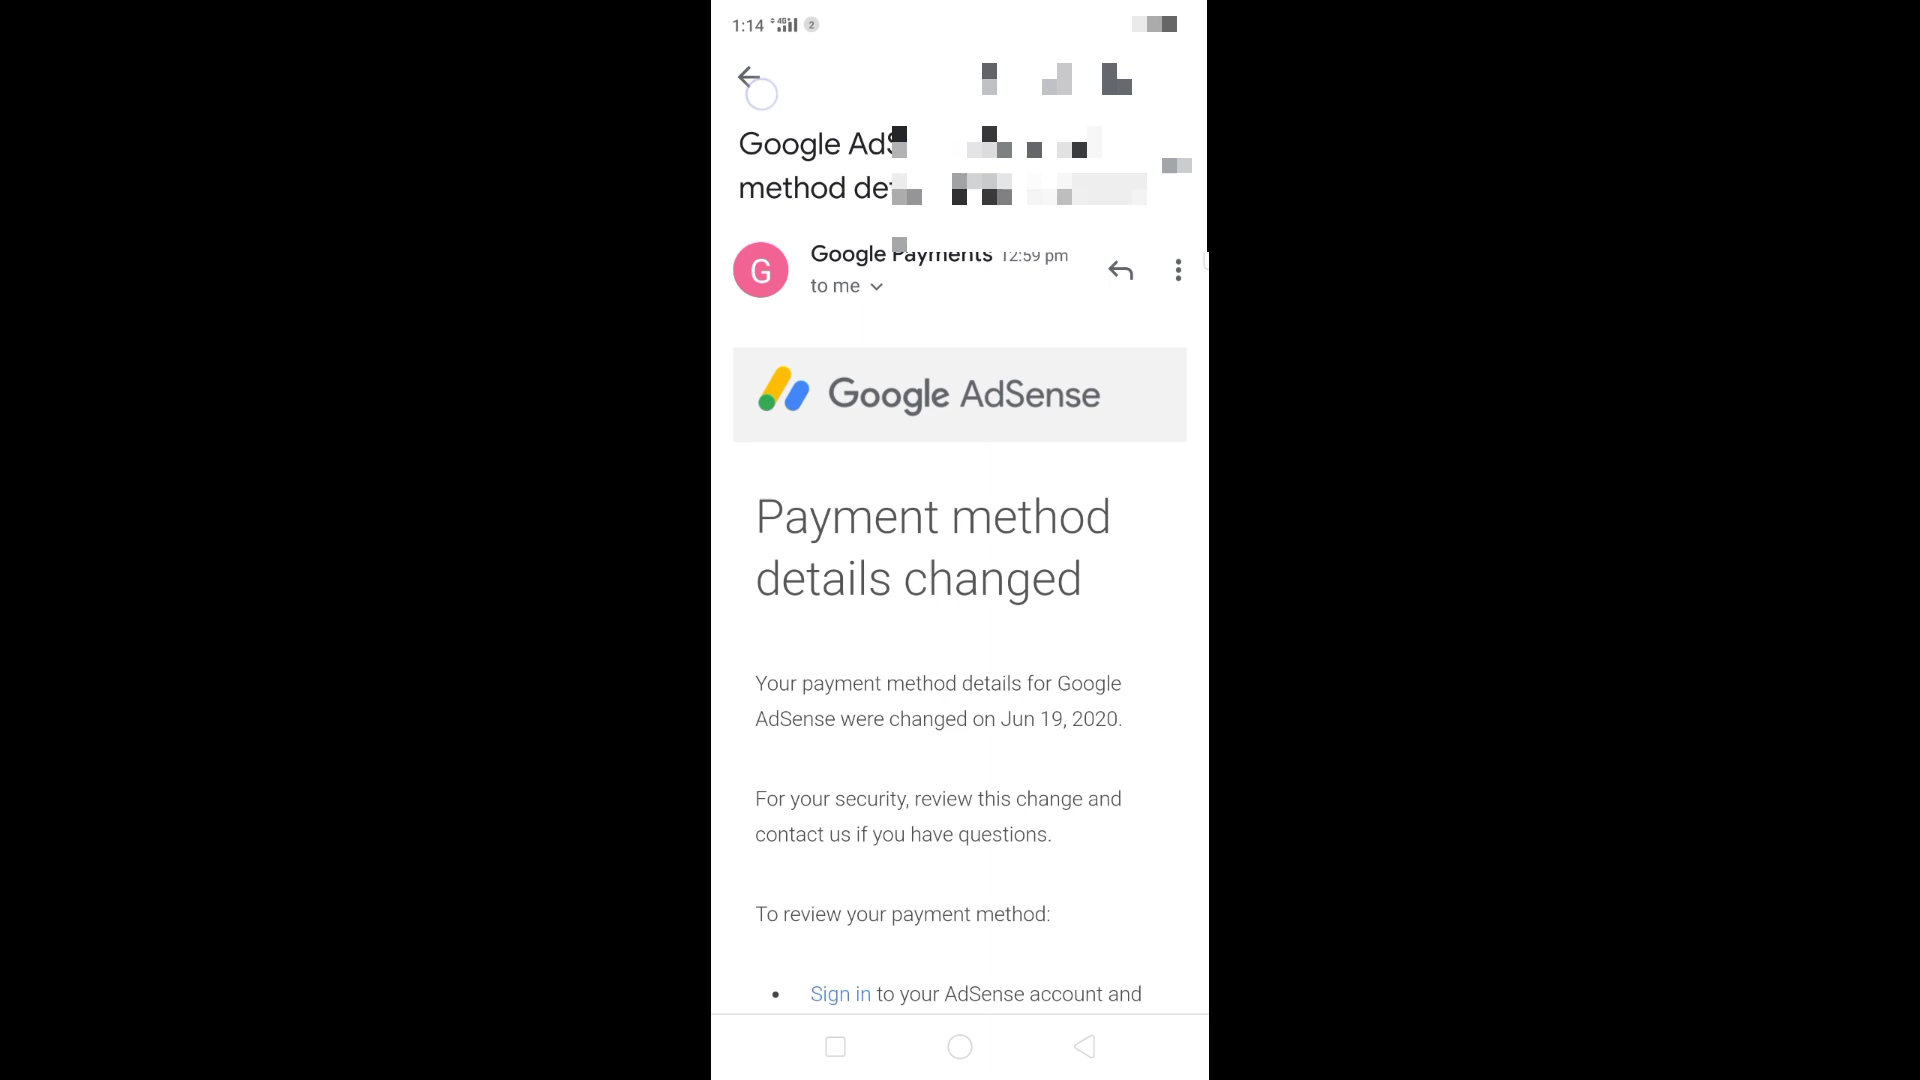 1:14 4G 2
Google Ad
method de
Google Payments 12:59 pm
to me
G
Google AdSense
Payment method
details changed
Your payment method details for Google
AdSense were changed on Jun 19, 2020.
For your security, review this change and
contact us if you have questions.
To review your payment method:
• Sign in to your AdSense account and